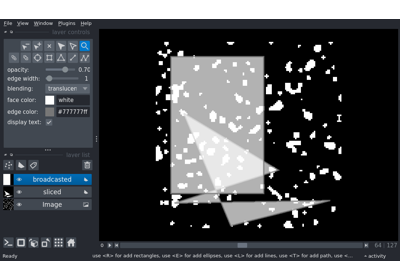 File View Window Plugins Help
layer controls
opacity: 0.70
edge width: 1
blending: translucen
face color: white
edge color: #777777ff
display text:
layer list
broadcasted
sliced
Image
64 127
Ready use <R> for add rectangles, use <E> for add ellipses, use <L> for add lines, use <T> for add path, use <... activity